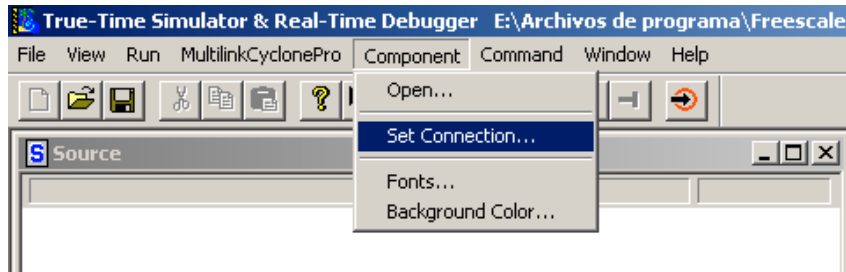 True-Time Simulator & Real-Time Debugger E:\Archivos de programa\Freescale
File View Run MultilinkCyclonePro Component Command Window Help
Open...
Set Connection...
S Source
Fonts...
Background Color...